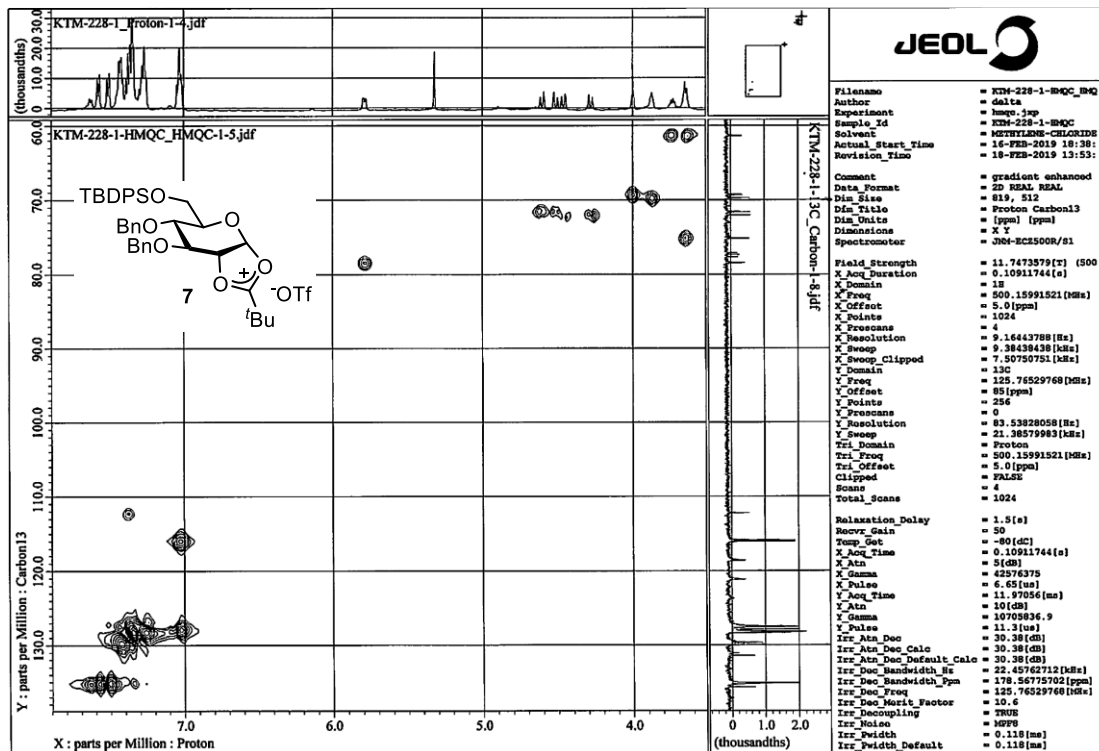 KTM-228-1_Proton-1-4.jdf
(thousandths)
0 10.0 20.0 30.0
KTM-228-1-HMQC_HMQC-1-5.jdf
KTM-228-1-13C_Carbon-1-8.jdf
TBDPSO
O
BnO
BnO
O
O
+
-OTf
7
tBu
60.0
70.0
80.0
90.0
100.0
110.0
120.0
130.0
Y : parts per Million : Carbon13
7.0 6.0 5.0 4.0
X : parts per Million : Proton
0 1.0 2.0
(thousandths)
JEOL
Filename = KTM-228-1-HMQC_HMQ
Author = delta
Experiment = hmqc.jxp
Sample_Id = KTM-228-1-HMQC
Solvent = METHYLENE-CHLORIDE
Actual_Start_Time = 16-FEB-2019 18:38:
Revision_Time = 18-FEB-2019 13:53:
Comment = gradient enhanced
Data_Format = 2D REAL REAL
Dim_Size = 819, 512
Dim_Title = Proton Carbon13
Dim_Units = [ppm] [ppm]
Dimensions = X Y
Spectrometer = JNM-ECZ500R/S1
Field_Strength = 11.7473579[T] (500
X_Acq_Duration = 0.10911744[s]
X_Domain = 1H
X_Freq = 500.15991521[MHz]
X_Offset = 5.0[ppm]
X_Points = 1024
X_Prescans = 4
X_Resolution = 9.16443788[Hz]
X_Sweep = 9.38438438[kHz]
X_Sweep_Clipped = 7.50750751[kHz]
Y_Domain = 13C
Y_Freq = 125.76529768[MHz]
Y_Offset = 85[ppm]
Y_Points = 256
Y_Prescans = 0
Y_Resolution = 83.53828058[Hz]
Y_Sweep = 21.38579983[kHz]
Tri_Domain = Proton
Tri_Freq = 500.15991521[MHz]
Tri_Offset = 5.0[ppm]
Clipped = FALSE
Scans = 4
Total_Scans = 1024
Relaxation_Delay = 1.5[s]
Recvr_Gain = 50
Temp_Get = -80[dC]
X_Acq_Time = 0.10911744[s]
X_Atn = 5[dB]
X_Gamma = 42576375
X_Pulse = 6.65[us]
Y_Acq_Time = 11.97056[ms]
Y_Atn = 10[dB]
Y_Gamma = 10705836.9
Y_Pulse = 11.3[us]
Irr_Atn_Dec = 30.38[dB]
Irr_Atn_Dec_Calc = 30.38[dB]
Irr_Atn_Dec_Default_Calc = 30.38[dB]
Irr_Dec_Bandwidth_Hz = 22.45762712[kHz]
Irr_Dec_Bandwidth_Ppm = 178.56775702[ppm]
Irr_Dec_Freq = 125.76529768[MHz]
Irr_Dec_Merit_Factor = 10.6
Irr_Decoupling = TRUE
Irr_Noise = MPF8
Irr_Pwidth = 0.118[ms]
Irr_Pwidth_Default = 0.118[ms]